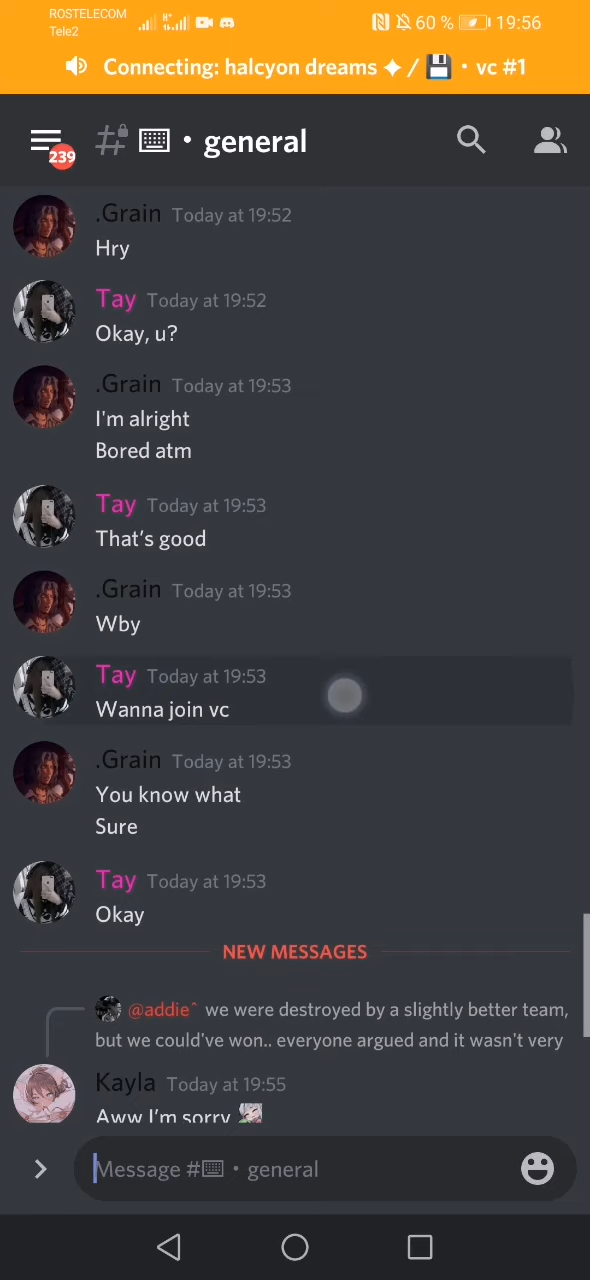 ROSTELECOM
Tele2
60 % 19:56
Connecting: halcyon dreams ✦ / 💾 • vc #1
239
# ⌨ • general
.Grain Today at 19:52
Hry
Tay Today at 19:52
Okay, u?
.Grain Today at 19:53
I'm alright
Bored atm
Tay Today at 19:53
That's good
.Grain Today at 19:53
Wby
Tay Today at 19:53
Wanna join vc
.Grain Today at 19:53
You know what
Sure
Tay Today at 19:53
Okay
NEW MESSAGES
@addie^ we were destroyed by a slightly better team,
but we could've won.. everyone argued and it wasn't very
Kayla Today at 19:55
Aww I'm sorry
Message #⌨ • general